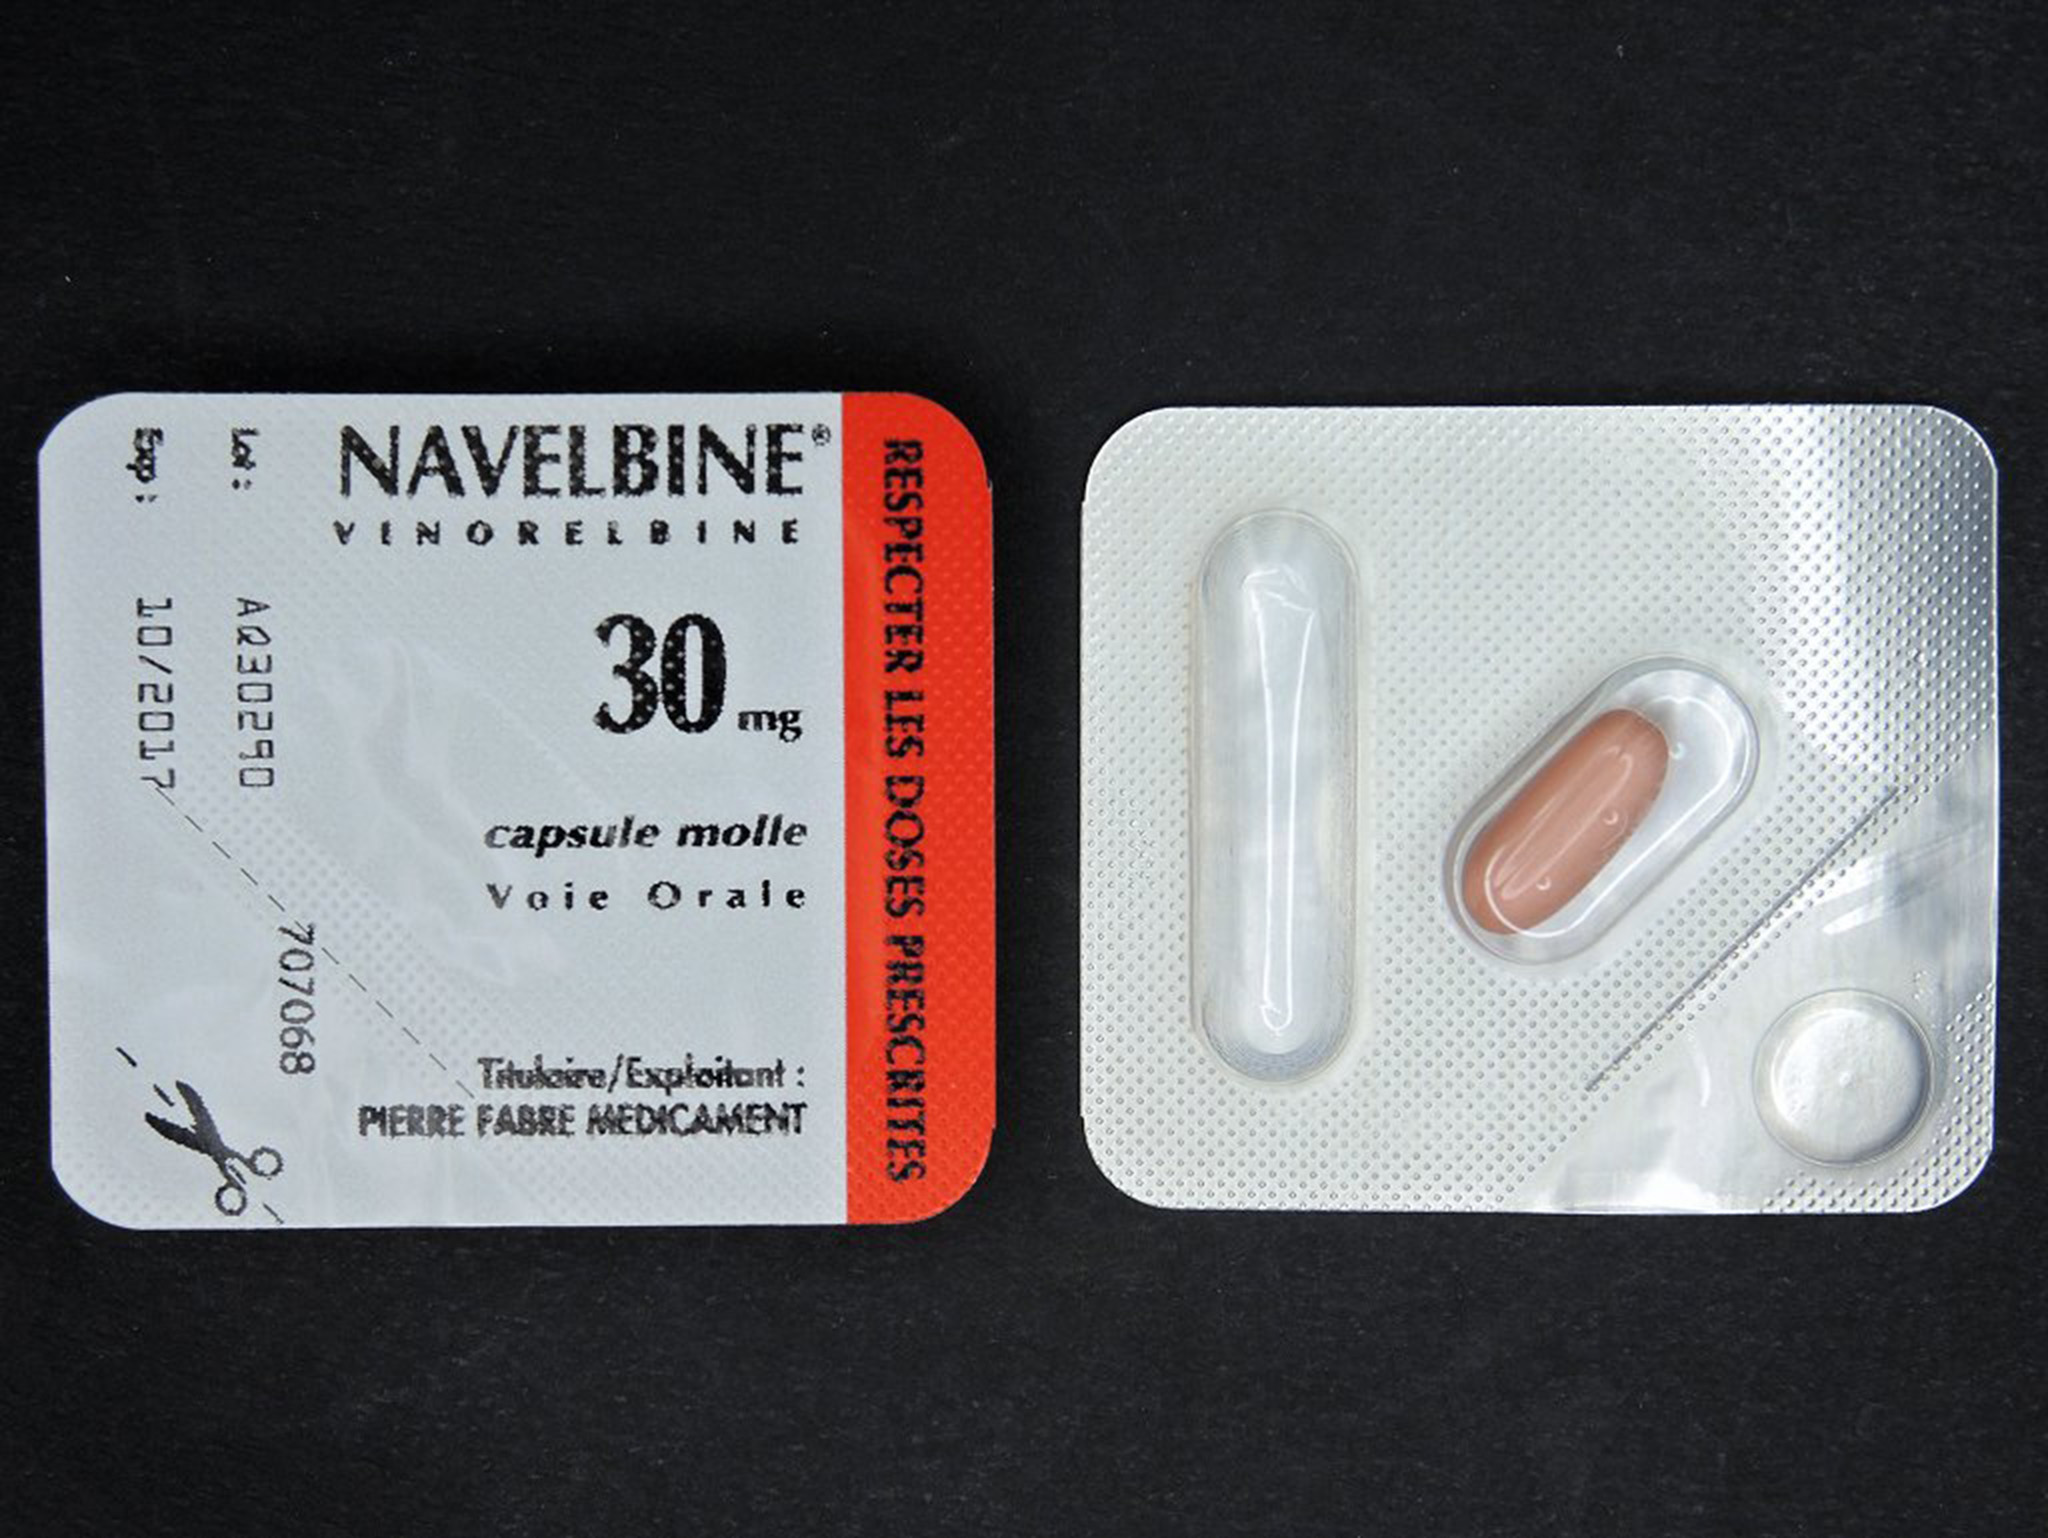 NAVELBINE®
VINORELBINE
30 mg
capsule molle
Voie Orale
Titulaire/Exploitant :
PIERRE FABRE MEDICAMENT
RESPECTER LES DOSES PRESCRITES
Lot : AQ30290
Exp : 10/2017
707068